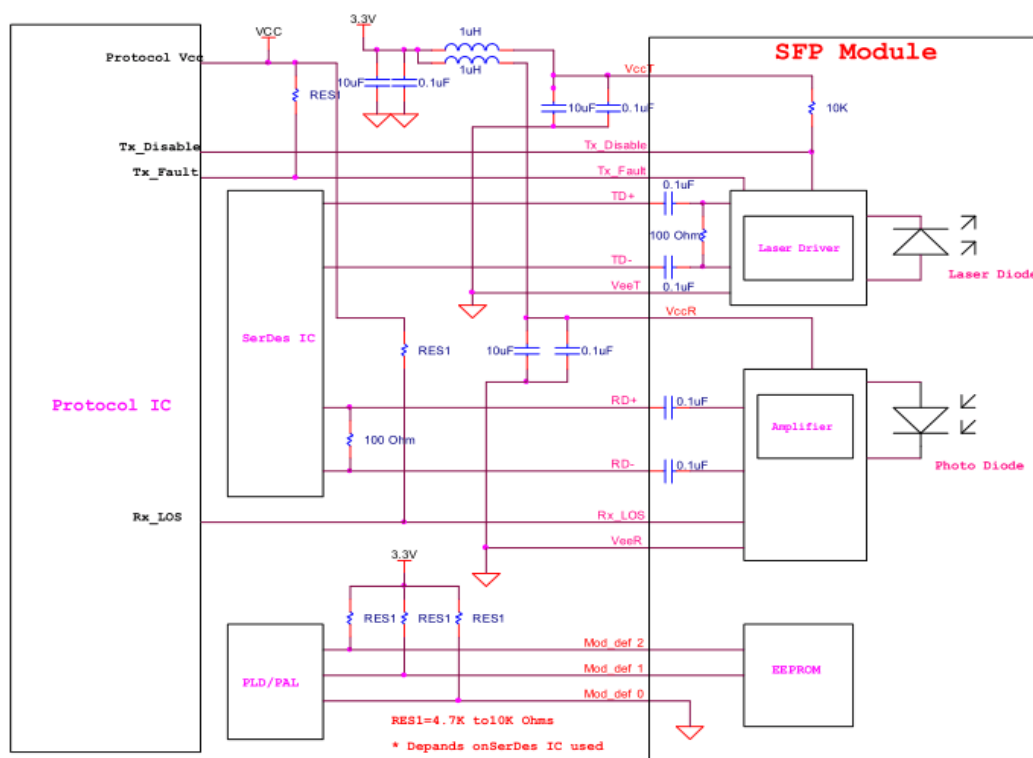 3.3V
VCC
1uH
SFP Module
Protocol Vcc
1uH
VccT
10uF
0.1uF
RES1
10uF
0.1uF
10K
Tx_Disable
Tx_Disable
Tx_Fault
Tx_Fault
0.1uF
TD+
100 Ohm
Laser Driver
TD-
Laser Diode
0.1uF
VeeT
VccR
SerDes IC
RES1
10uF
0.1uF
Protocol IC
RD+
0.1uF
Amplifier
100 Ohm
RD-
0.1uF
Photo Diode
Rx_LOS
Rx_LOS
VeeR
3.3V
RES1
RES1
RES1
Mod_def 2
PLD/PAL
Mod_def 1
EEPROM
Mod_def 0
RES1=4.7K to10K Ohms
* Depands onSerDes IC used